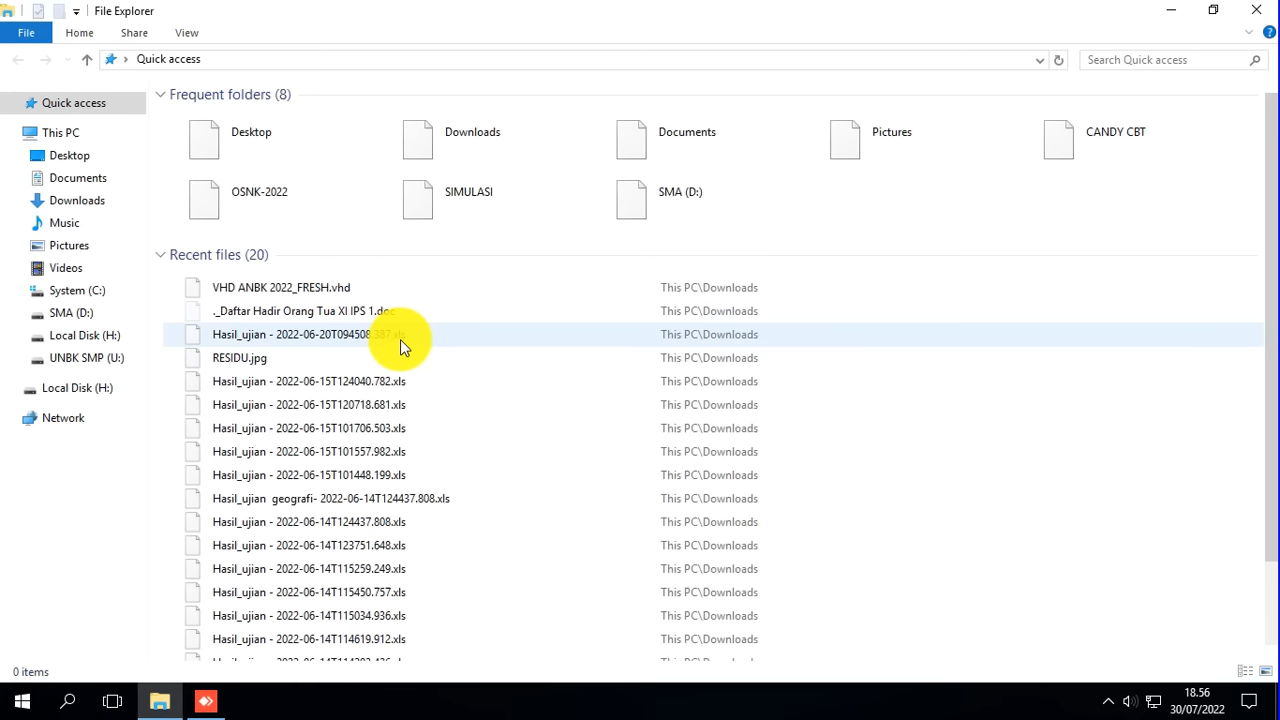 File Explorer
File Home Share View
Quick access
Search Quick access
Quick access
This PC
Desktop
Documents
Downloads
Music
Pictures
Videos
System (C:)
SMA (D:)
Local Disk (H:)
UNBK SMP (U:)
Local Disk (H:)
Network
Frequent folders (8)
Desktop
Downloads
Documents
Pictures
CANDY CBT
OSNK-2022
SIMULASI
SMA (D:)
Recent files (20)
VHD ANBK 2022_FRESH.vhd This PC\Downloads
._Daftar Hadir Orang Tua XI IPS 1.doc This PC\Downloads
Hasil_ujian - 2022-06-20T094508.387.xls This PC\Downloads
RESIDU.jpg This PC\Downloads
Hasil_ujian - 2022-06-15T124040.782.xls This PC\Downloads
Hasil_ujian - 2022-06-15T120718.681.xls This PC\Downloads
Hasil_ujian - 2022-06-15T101706.503.xls This PC\Downloads
Hasil_ujian - 2022-06-15T101557.982.xls This PC\Downloads
Hasil_ujian - 2022-06-15T101448.199.xls This PC\Downloads
Hasil_ujian geografi- 2022-06-14T124437.808.xls This PC\Downloads
Hasil_ujian - 2022-06-14T124437.808.xls This PC\Downloads
Hasil_ujian - 2022-06-14T123751.648.xls This PC\Downloads
Hasil_ujian - 2022-06-14T115259.249.xls This PC\Downloads
Hasil_ujian - 2022-06-14T115450.757.xls This PC\Downloads
Hasil_ujian - 2022-06-14T115034.936.xls This PC\Downloads
Hasil_ujian - 2022-06-14T114619.912.xls This PC\Downloads
0 items
18.56
30/07/2022